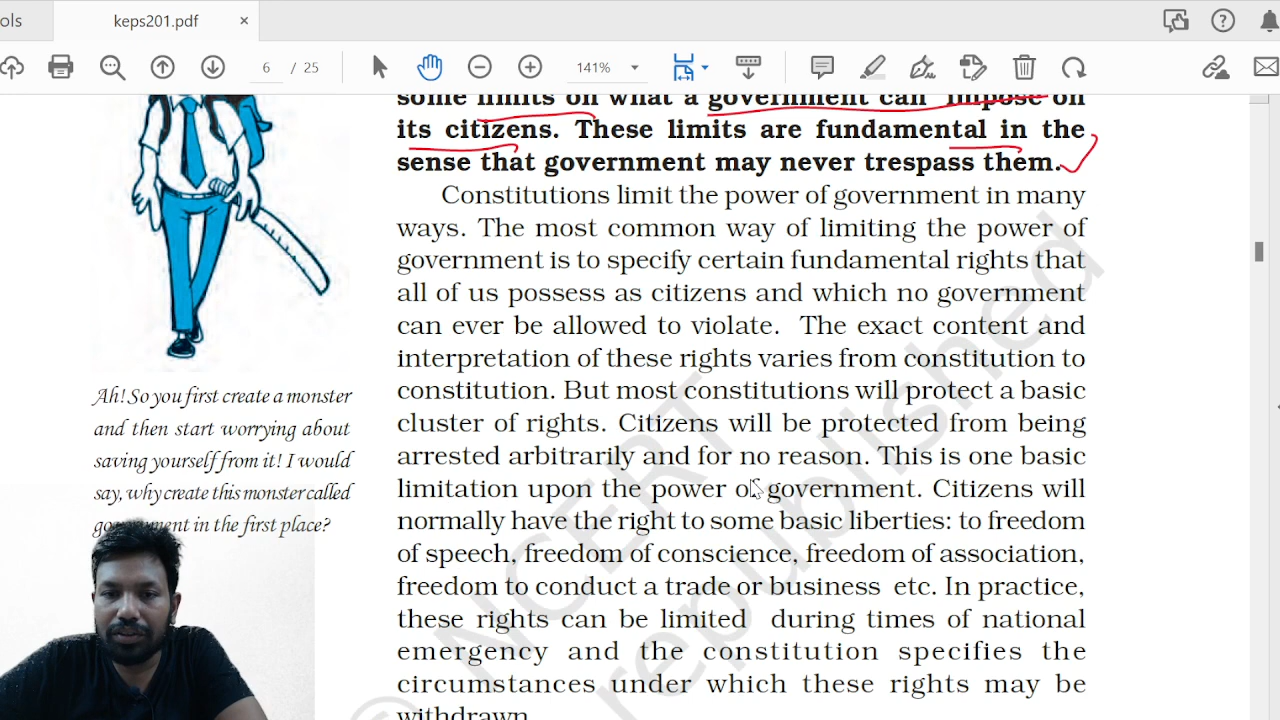 ols
keps201.pdf
6 / 25
141%
some limits on what a government can impose on
its citizens. These limits are fundamental in the
sense that government may never trespass them.
Constitutions limit the power of government in many
ways. The most common way of limiting the power of
government is to specify certain fundamental rights that
all of us possess as citizens and which no government
can ever be allowed to violate. The exact content and
interpretation of these rights varies from constitution to
constitution. But most constitutions will protect a basic
cluster of rights. Citizens will be protected from being
arrested arbitrarily and for no reason. This is one basic
limitation upon the power of government. Citizens will
normally have the right to some basic liberties: to freedom
of speech, freedom of conscience, freedom of association,
freedom to conduct a trade or business etc. In practice,
these rights can be limited during times of national
emergency and the constitution specifies the
circumstances under which these rights may be
withdrawn
Ah! So you first create a monster
and then start worrying about
saving yourself from it! I would
say, why create this monster called
government in the first place?
© NCERT
republished